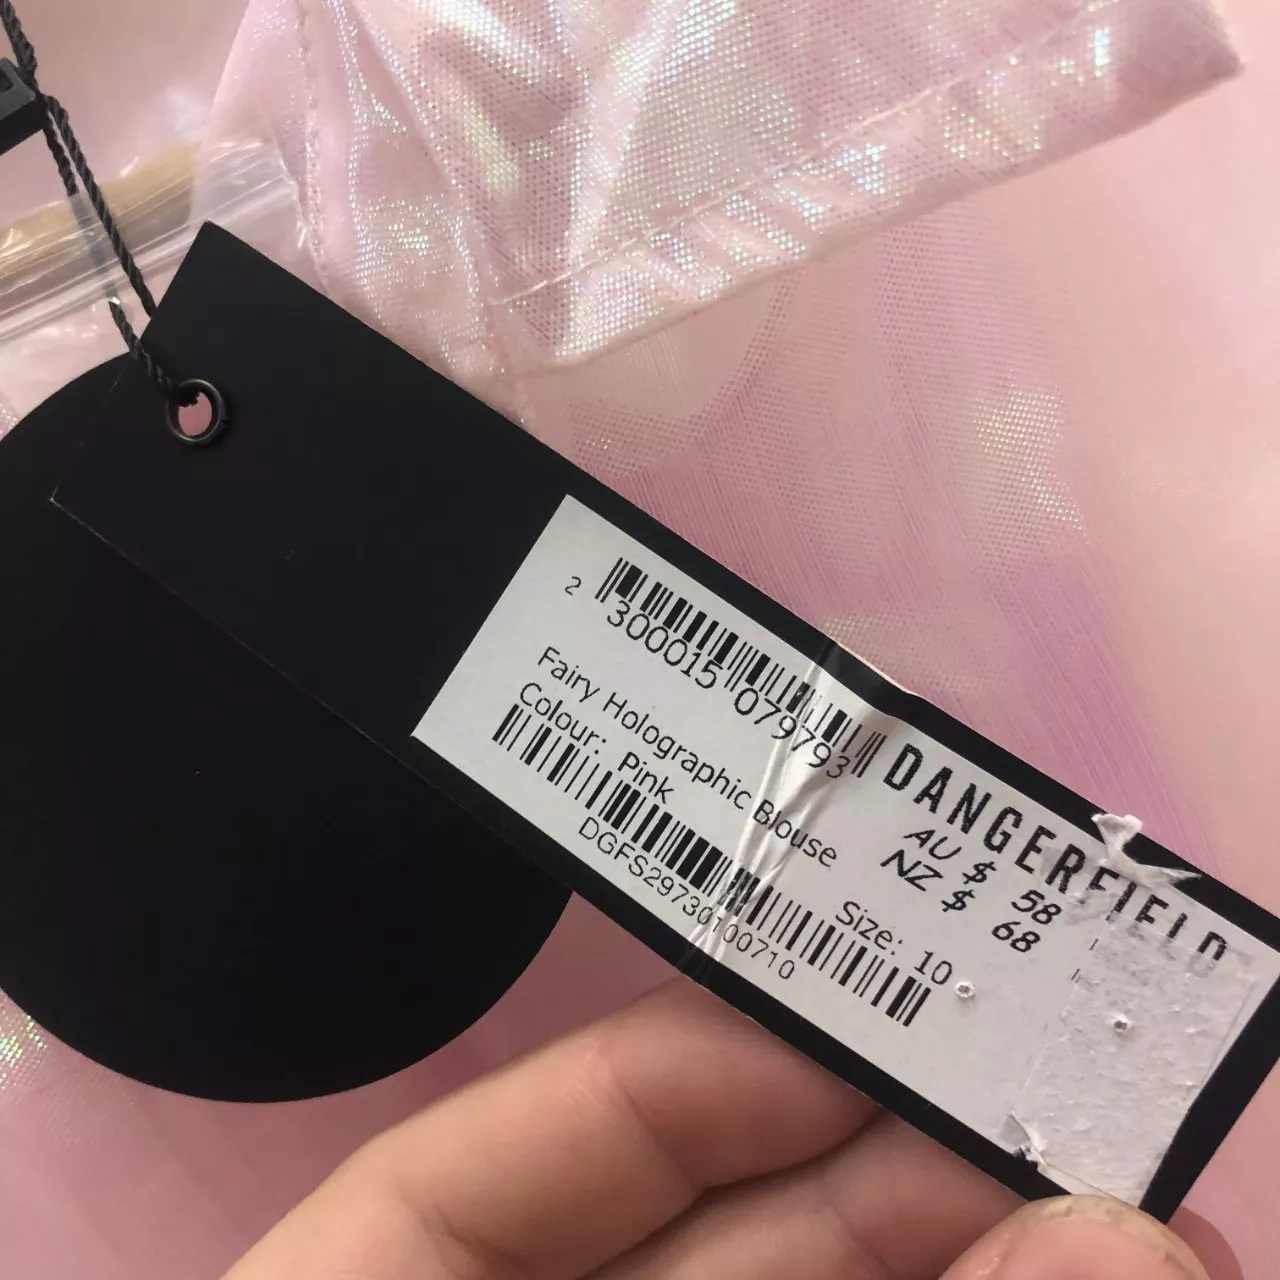 2 300015 079793
Fairy Holographic Blouse
Colour: Pink
Size: 10
DGFS29730100710
DANGERFIELD
AU $ 58
NZ $ 68